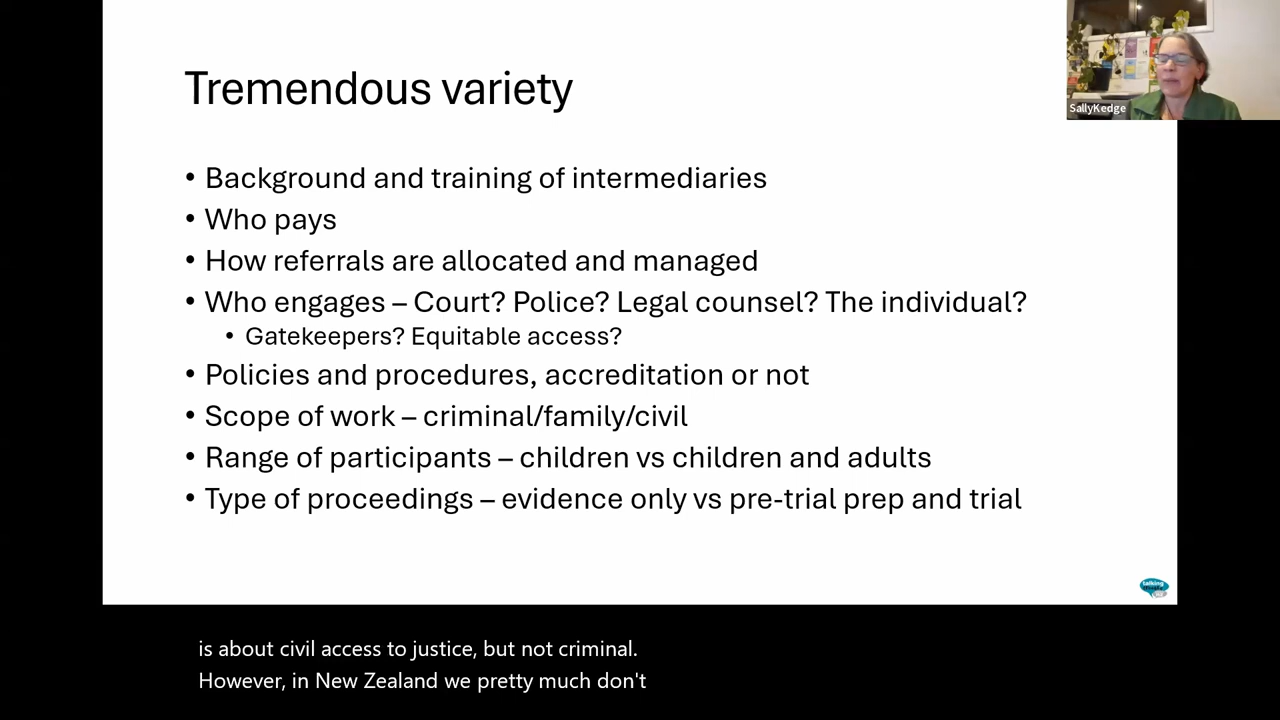 Tremendous variety
SallyKedge
• Background and training of intermediaries
• Who pays
• How referrals are allocated and managed
• Who engages – Court? Police? Legal counsel? The individual?
• Gatekeepers? Equitable access?
• Policies and procedures, accreditation or not
• Scope of work – criminal/family/civil
• Range of participants – children vs children and adults
• Type of proceedings – evidence only vs pre-trial prep and trial
talking
is about civil access to justice, but not criminal.
However, in New Zealand we pretty much don't